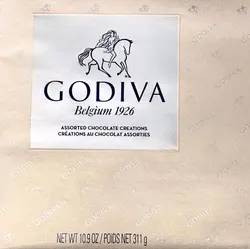 GODIVA
Belgium 1926
ASSORTED CHOCOLATE CREATIONS
CRÉATIONS AU CHOCOLAT ASSORTIES
NET WT 10.9 OZ / POIDS NET 311 g